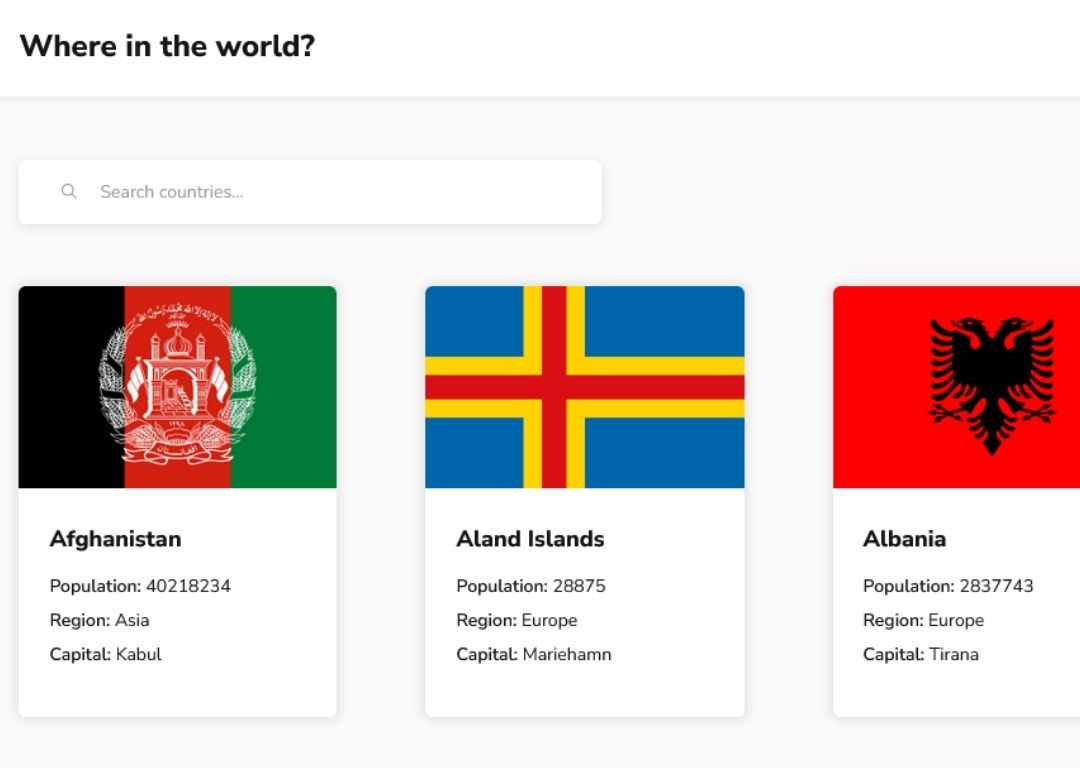 Where in the world?
Search countries...
Afghanistan
Population: 40218234
Region: Asia
Capital: Kabul
Aland Islands
Population: 28875
Region: Europe
Capital: Mariehamn
Albania
Population: 2837743
Region: Europe
Capital: Tirana